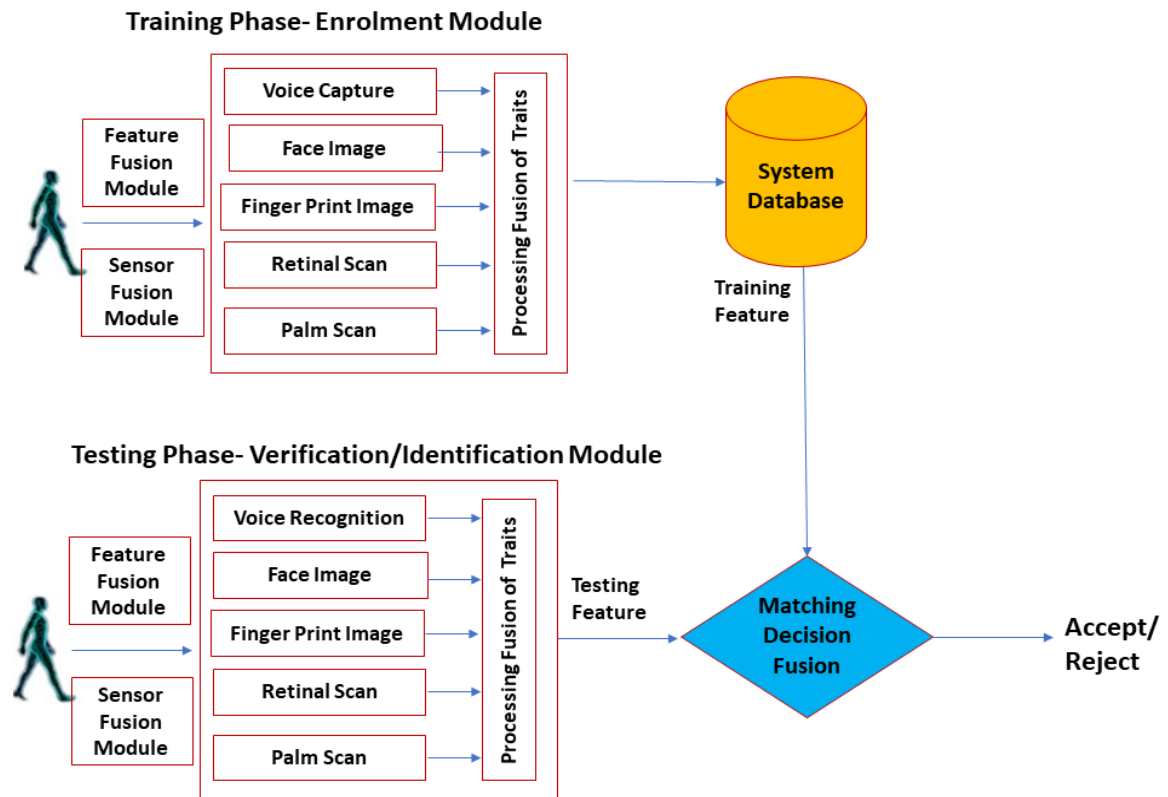 Training Phase- Enrolment Module
Feature
Fusion
Module
Sensor
Fusion
Module
Voice Capture
Face Image
Finger Print Image
Retinal Scan
Palm Scan
Processing Fusion of Traits
System
Database
Training
Feature
Testing Phase- Verification/Identification Module
Feature
Fusion
Module
Sensor
Fusion
Module
Voice Recognition
Face Image
Finger Print Image
Retinal Scan
Palm Scan
Processing Fusion of Traits
Testing
Feature
Matching
Decision
Fusion
Accept/
Reject